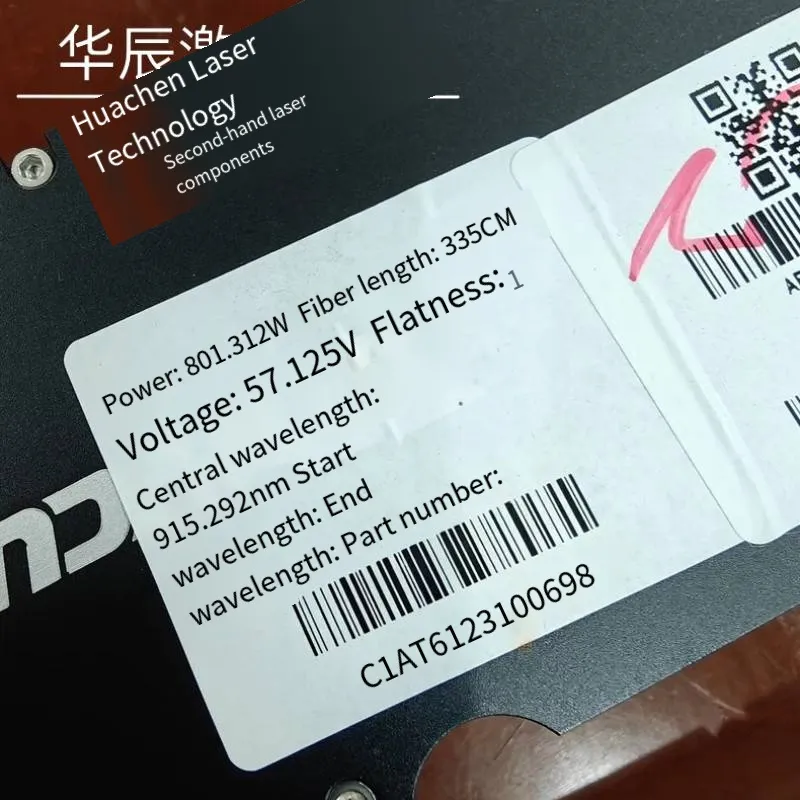 华辰激
Huachen Laser
Technology
Second-hand laser
components
Power: 801.312W Fiber length: 335CM
Voltage: 57.125V Flatness: 1
Central wavelength:
915.292nm Start
wavelength: End
wavelength: Part number:
C1AT6123100698